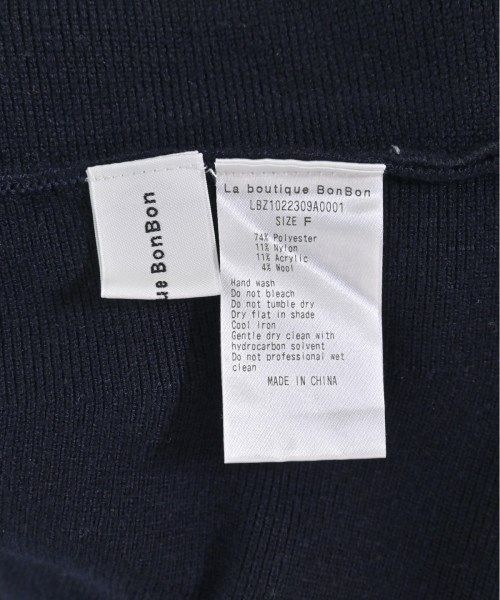 ue BonBon
La boutique BonBon
LBZ1022309A0001
SIZE F
74% Polyester
11% Nylon
11% Acrylic
4% Wool
Hand wash
Do not bleach
Do not tumble dry
Dry flat in shade
Cool iron
Gentle dry clean with
hydrocarbon solvent
Do not professional wet
clean
MADE IN CHINA